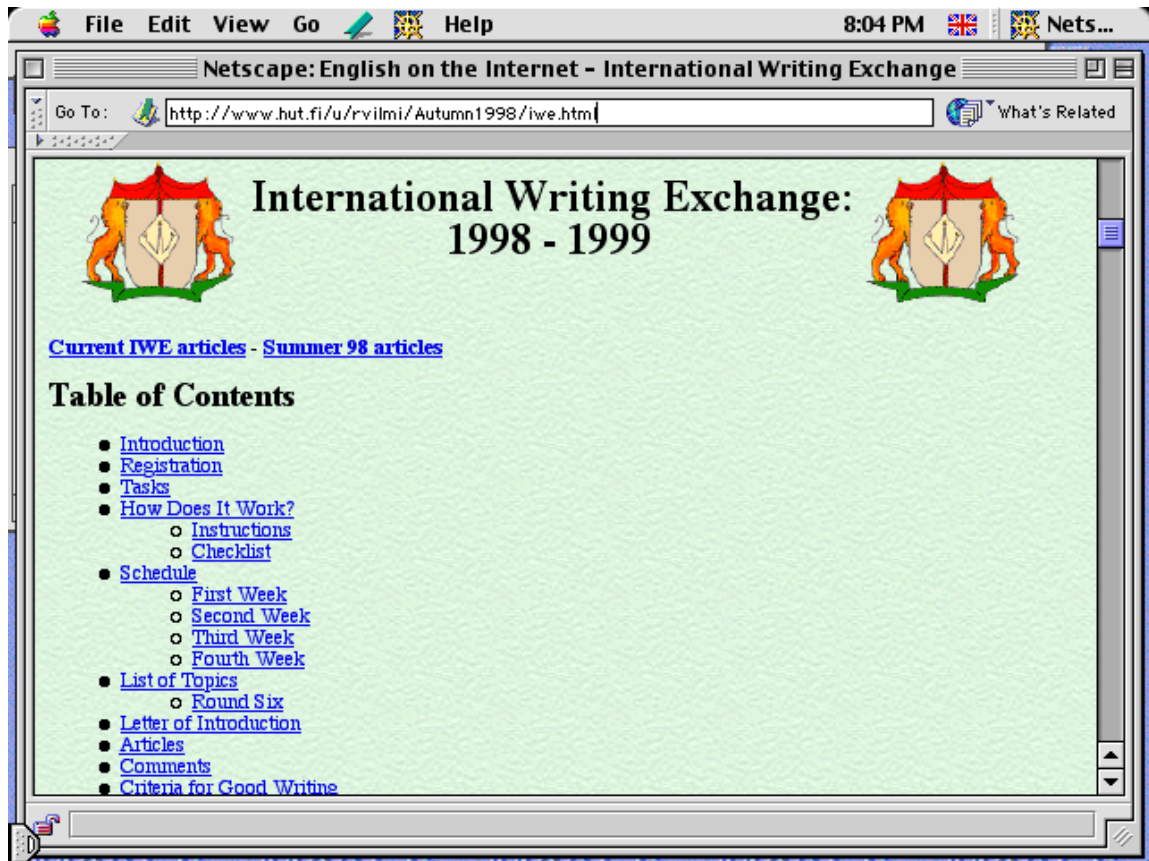 File Edit View Go Help 8:04 PM Nets...
Netscape: English on the Internet – International Writing Exchange
Go To: http://www.hut.fi/u/rvilmi/Autumn1998/iwe.html What's Related
International Writing Exchange:
1998 - 1999
Current IWE articles - Summer 98 articles
Table of Contents
Introduction
Registration
Tasks
How Does It Work?
Instructions
Checklist
Schedule
First Week
Second Week
Third Week
Fourth Week
List of Topics
Round Six
Letter of Introduction
Articles
Comments
Criteria for Good Writing